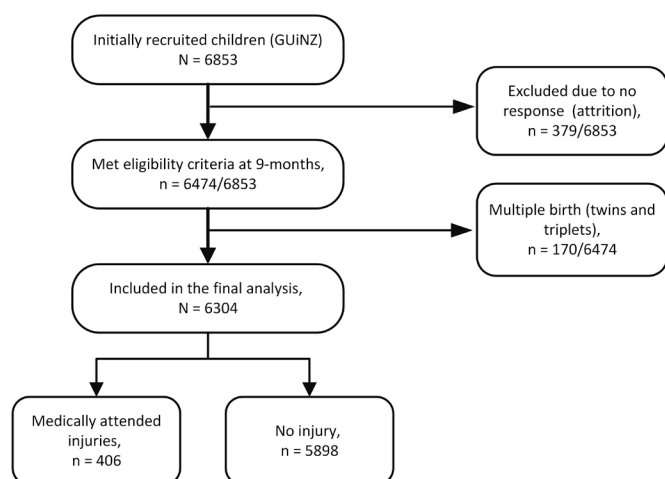 Initially recruited children (GUiNZ)
N = 6853
Excluded due to no
response (attrition),
n = 379/6853
Met eligibility criteria at 9-months,
n = 6474/6853
Multiple birth (twins and
triplets),
n = 170/6474
Included in the final analysis,
N = 6304
Medically attended
injuries,
n = 406
No injury,
n = 5898